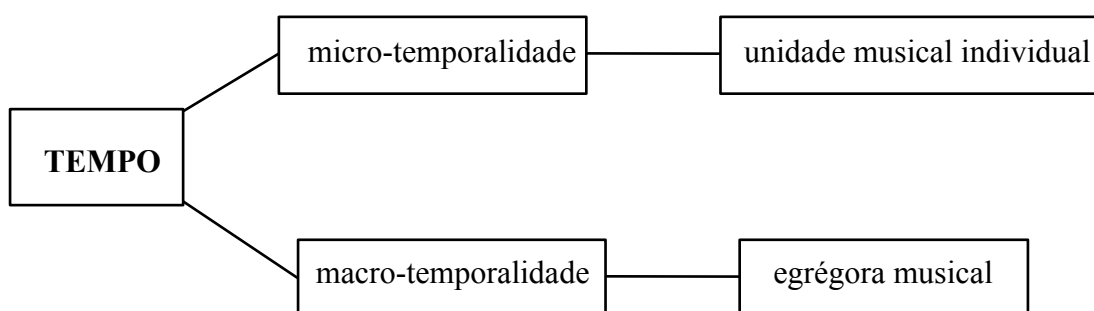 micro-temporalidade
unidade musical individual
TEMPO
macro-temporalidade
egrégora musical